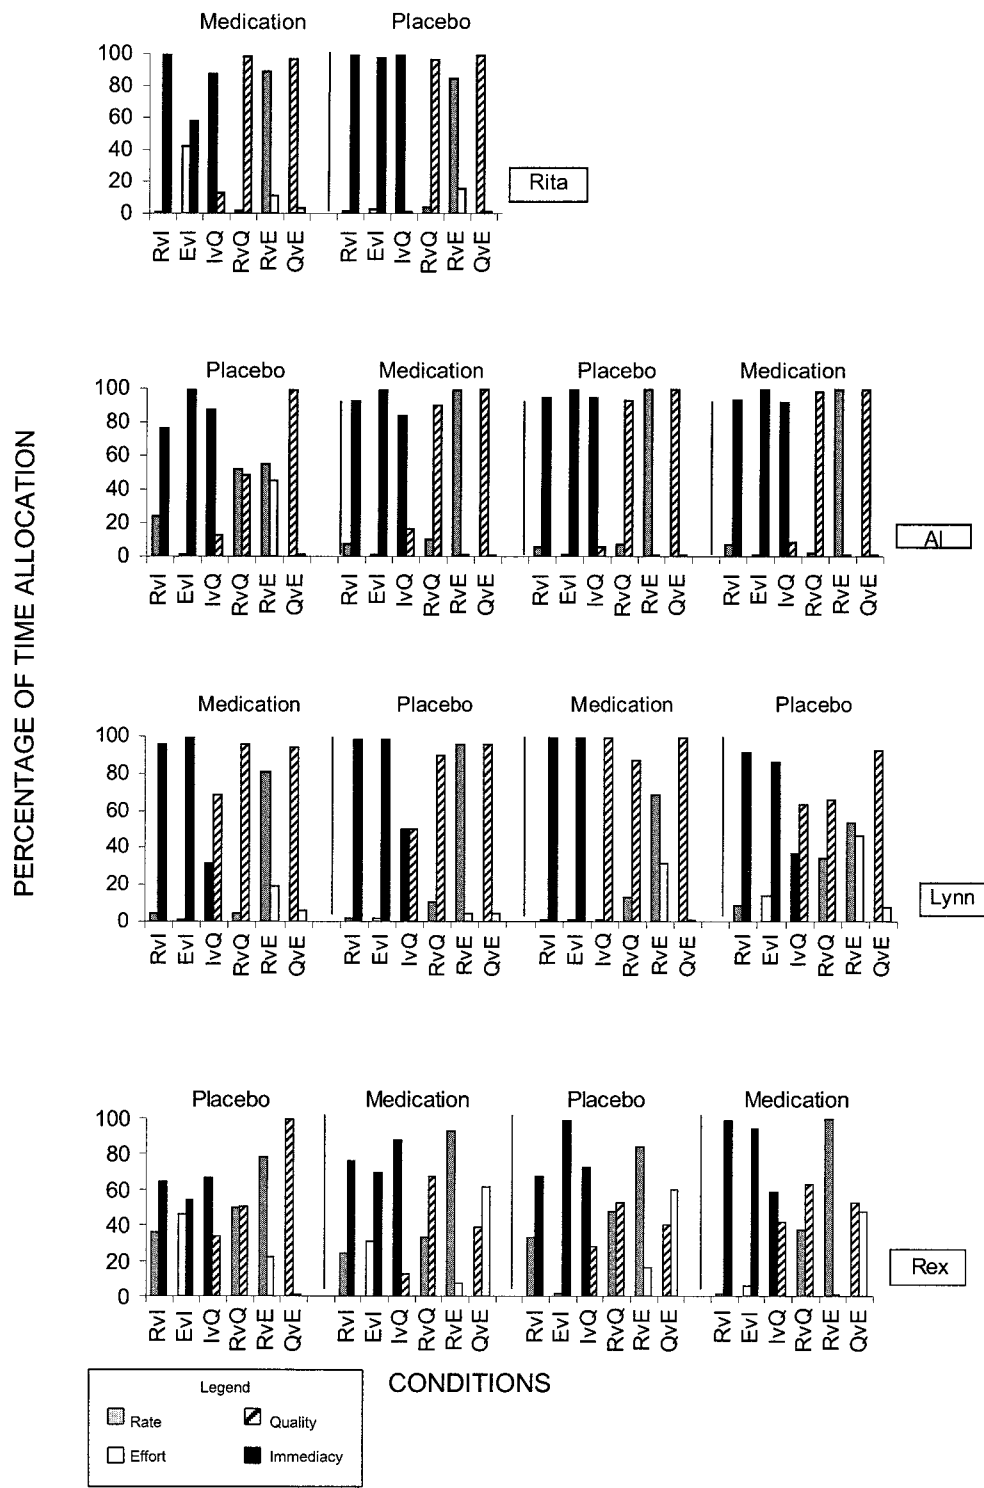 Medication Placebo
100
80
60
40
20
0
RvI EvI IvQ RvQ RvE QvE RvI EvI IvQ RvQ RvE QvE
Rita
Placebo Medication Placebo Medication
100
80
60
40
20
0
RvI EvI IvQ RvQ RvE QvE RvI EvI IvQ RvQ RvE QvE RvI EvI IvQ RvQ RvE QvE RvI EvI IvQ RvQ RvE QvE
Al
PERCENTAGE OF TIME ALLOCATION
Medication Placebo Medication Placebo
100
80
60
40
20
0
RvI EvI IvQ RvQ RvE QvE RvI EvI IvQ RvQ RvE QvE RvI EvI IvQ RvQ RvE QvE RvI EvI IvQ RvQ RvE QvE
Lynn
Placebo Medication Placebo Medication
100
80
60
40
20
0
RvI EvI IvQ RvQ RvE QvE RvI EvI IvQ RvQ RvE QvE RvI EvI IvQ RvQ RvE QvE RvI EvI IvQ RvQ RvE QvE
Rex
CONDITIONS
Legend
Rate Quality
Effort Immediacy